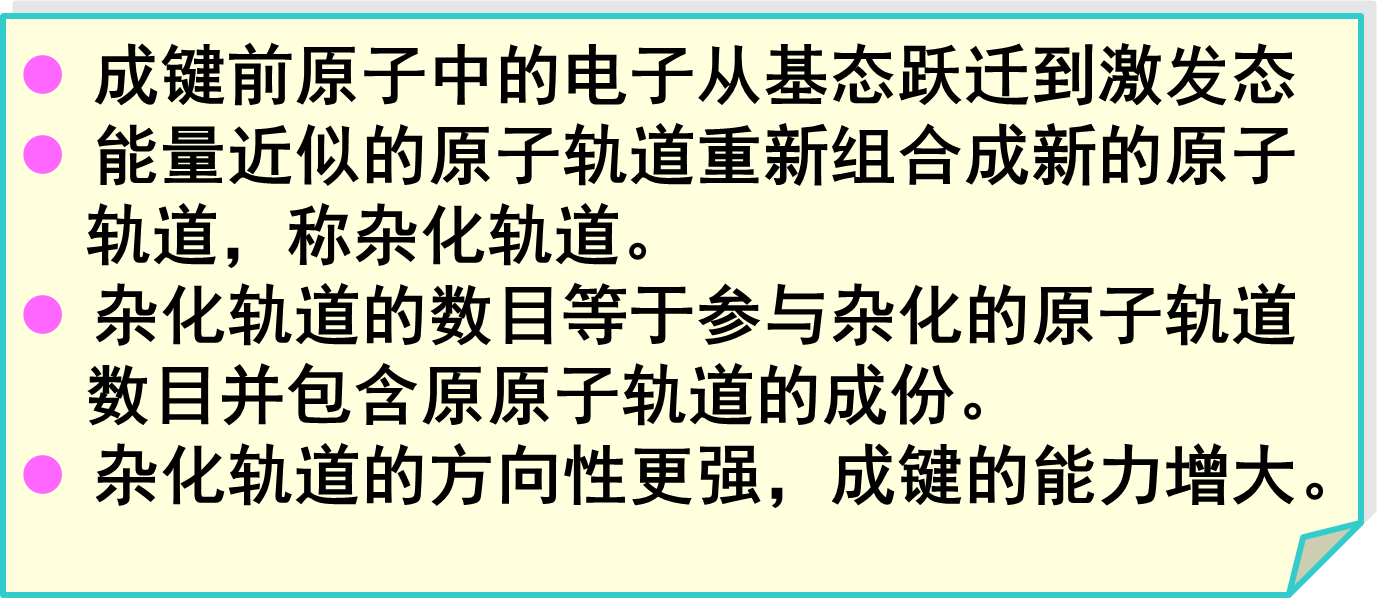 ● 成键前原子中的电子从基态跃迁到激发态
● 能量近似的原子轨道重新组合成新的原子
轨道，称杂化轨道。
● 杂化轨道的数目等于参与杂化的原子轨道
数目并包含原原子轨道的成份。
● 杂化轨道的方向性更强，成键的能力增大。